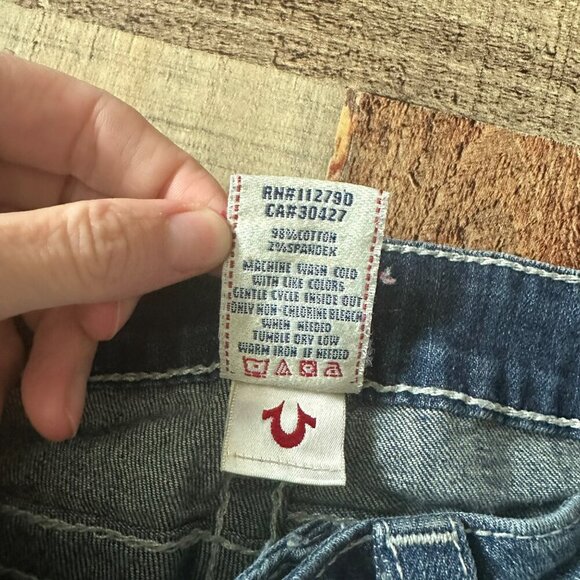 RN#112790
CA#30427
98%COTTON
2%SPANDEX
MACHINE WASH COLD
WITH LIKE COLORS
GENTLE CYCLE INSIDE OUT
ONLY NON-CHLORINE BLEACH
WHEN NEEDED
TUMBLE DRY LOW
WARM IRON IF NEEDED